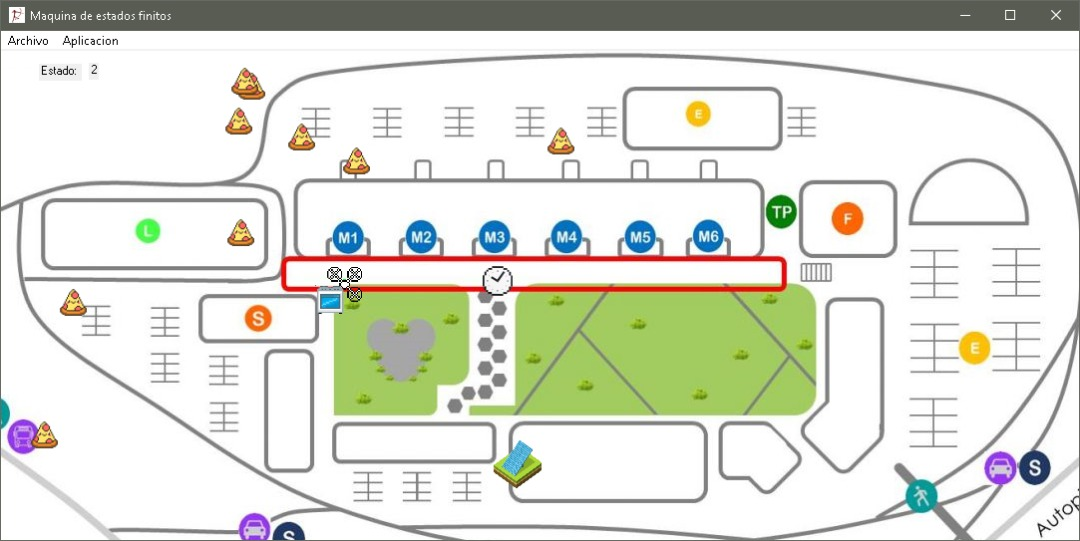 Maquina de estados finitos
Archivo Aplicacion
Estado: 2
E
L
M1 M2 M3 M4 M5 M6
TP
F
S
E
S
S
Autop